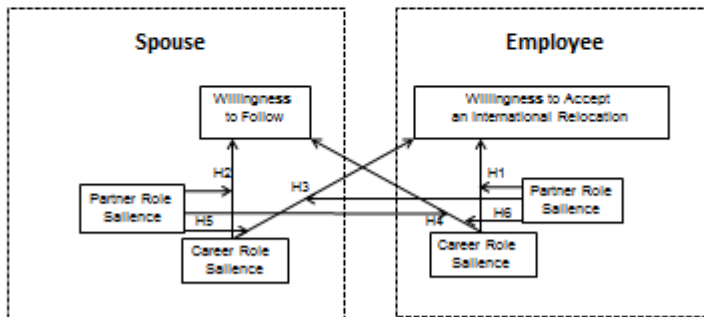 Spouse
Employee
Willingness
to Follow
Willingness to Accept
an International Relocation
H2
H3
H1
Partner Role
Salience
Partner Role
Salience
H5
H4
H6
Career Role
Salience
Career Role
Salience